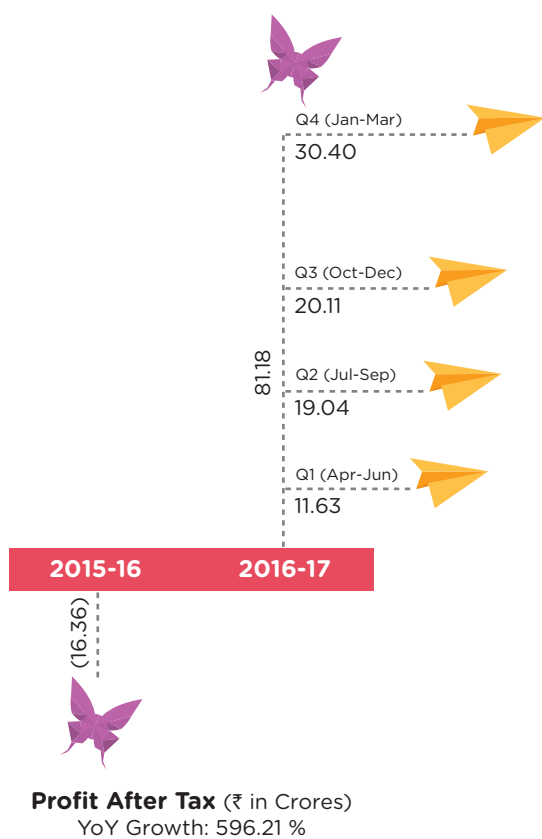 Q4 (Jan-Mar)
30.40
Q3 (Oct-Dec)
20.11
81.18
Q2 (Jul-Sep)
19.04
Q1 (Apr-Jun)
11.63
2015-16
2016-17
(16.36)
Profit After Tax (₹ in Crores)
YoY Growth: 596.21 %